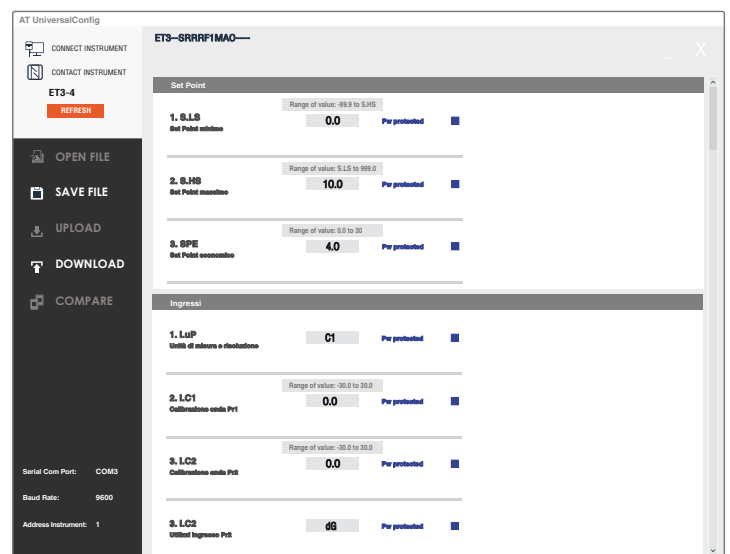 AT UniversalConfig
CONNECT INSTRUMENT
CONTACT INSTRUMENT
ET3-4
REFRESH
OPEN FILE
SAVE FILE
UPLOAD
DOWNLOAD
COMPARE
Serial Com Port: COM3
Baud Rate: 9600
Address Instrument: 1
ET3--SRRRF1MAO----
_ X
Set Point
Range of value: -99.9 to S.HS
1. S.LS 0.0 Pw protected
Set Point minimo
Range of value: S.LS to 999.0
2. S.HS 10.0 Pw protected
Set Point massimo
Range of value: 0.0 to 30
3. SPE 4.0 Pw protected
Set Point economico
Ingressi
1. I.uP C1 Pw protected
Unità di misura e risoluzione
Range of value: -30.0 to 30.0
2. I.C1 0.0 Pw protected
Calibrazione sonda Pr1
Range of value: -30.0 to 30.0
3. I.C2 0.0 Pw protected
Calibrazione sonda Pr2
3. I.C2 dG Pw protected
Utilizzi ingresso Pr2